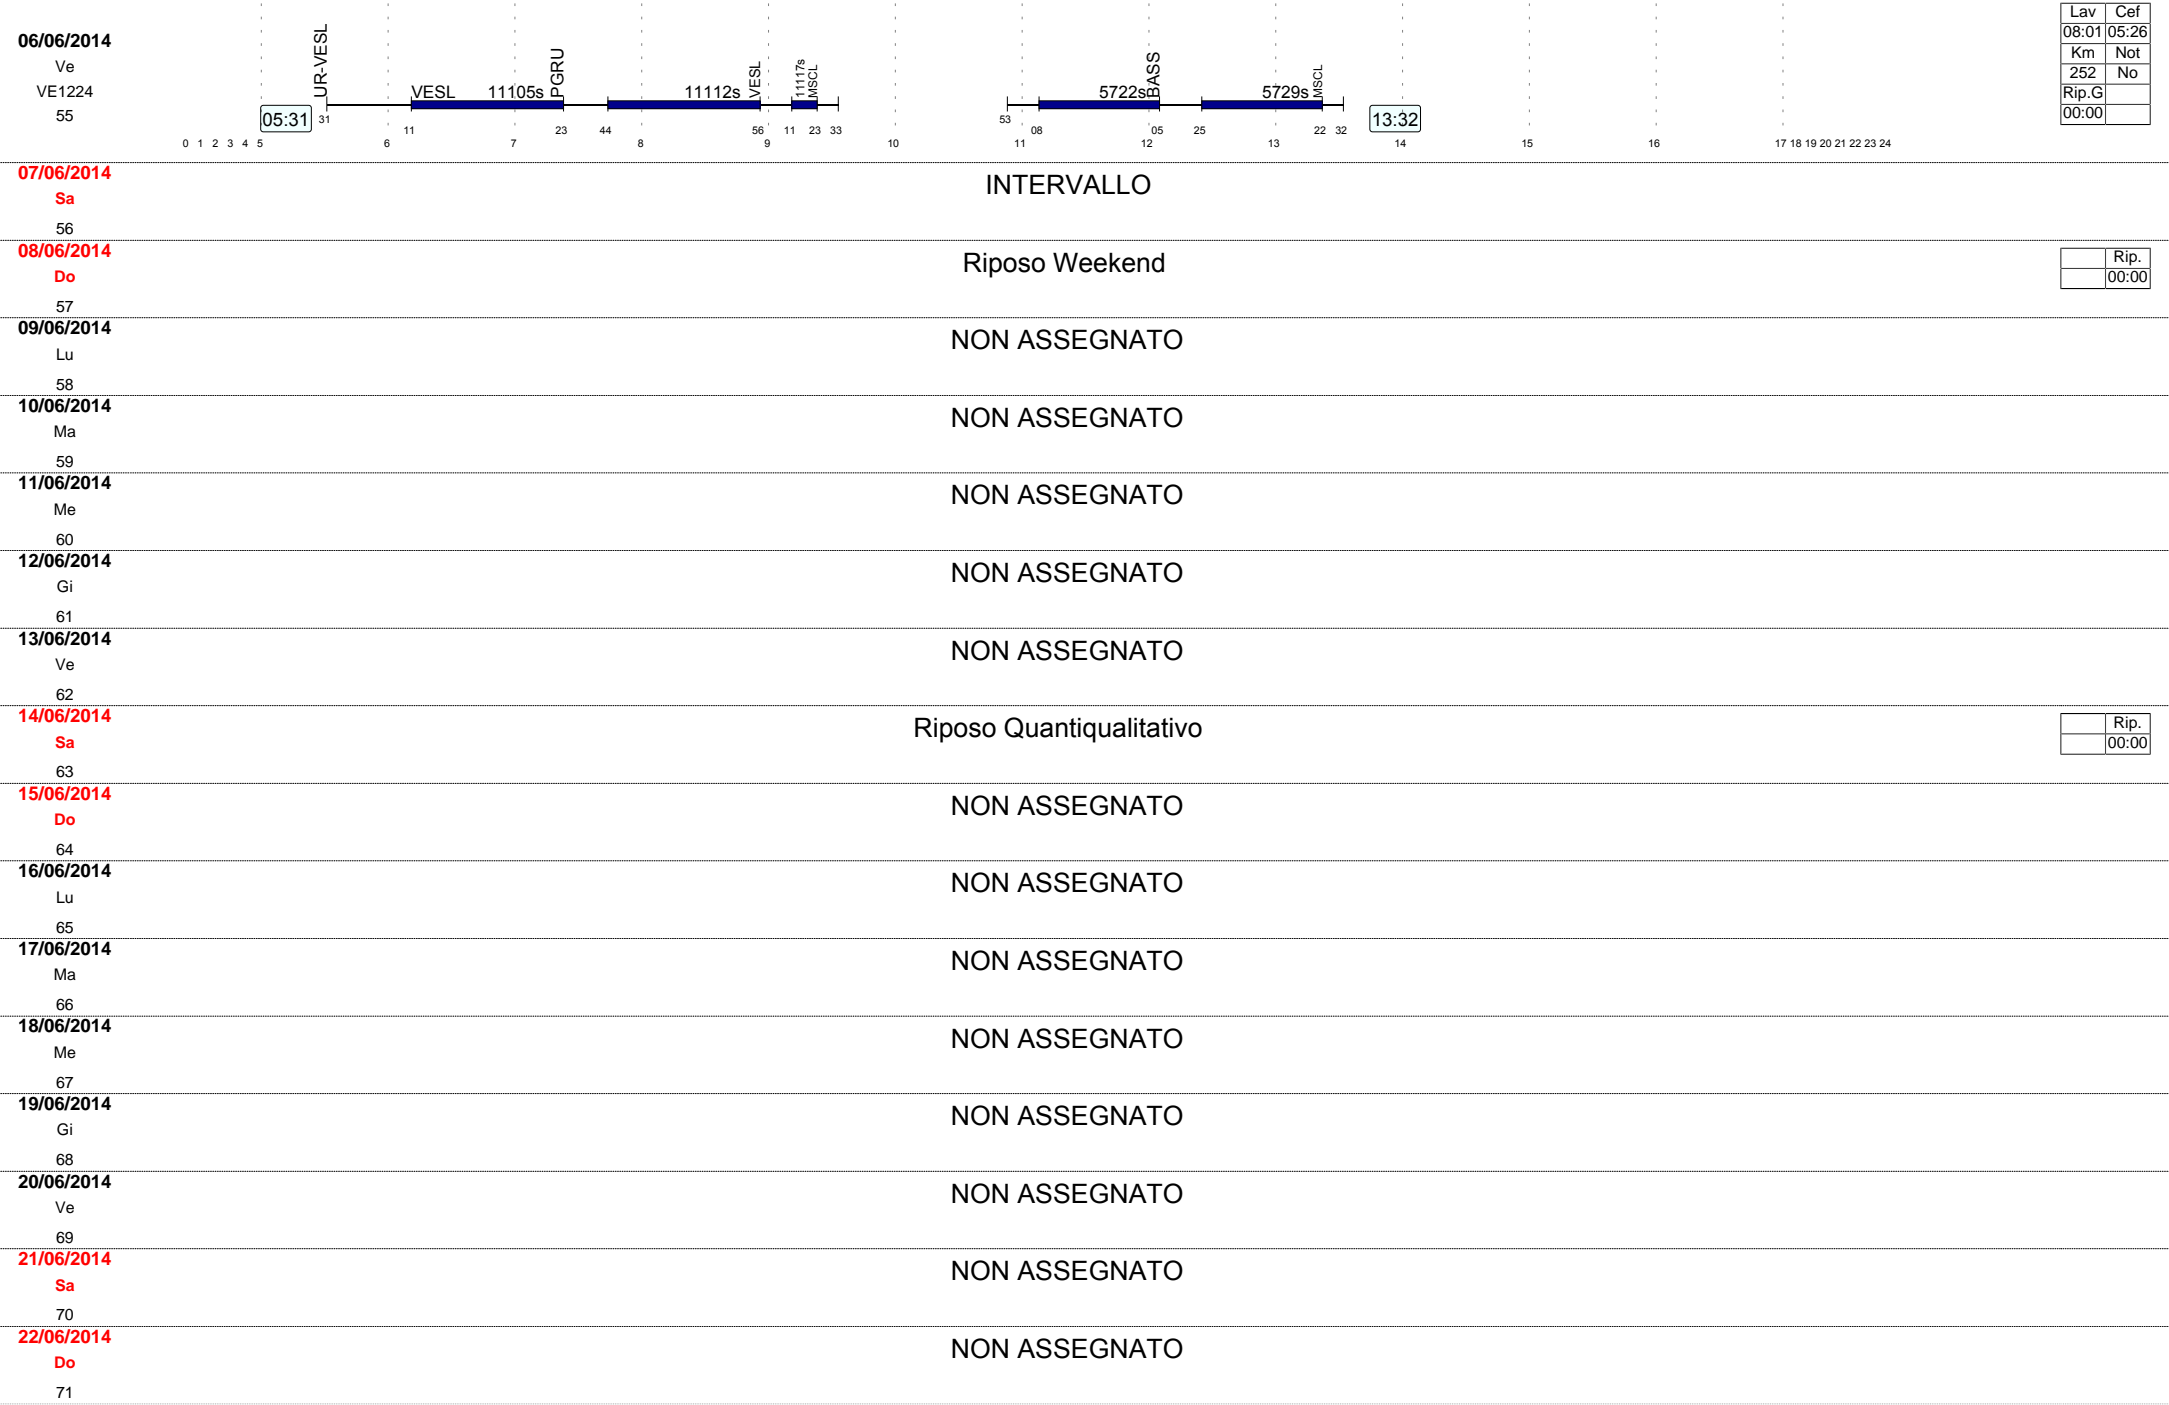 06/06/2014
Ve
VE1224
55
05:31
UR-VESL
VESL 11105s PGRU 11112s VESL 11117s MSCL 5722s BASS 5729s MSCL
13:32
31 11 23 44 56 11 23 33 53 08 05 25 22 32
0 1 2 3 4 5 6 7 8 9 10 11 12 13 14 15 16 17 18 19 20 21 22 23 24
Lav Cef
08:01 05:26
Km Not
252 No
Rip.G
00:00
07/06/2014
Sa
56
INTERVALLO
08/06/2014
Do
57
Riposo Weekend
Rip.
00:00
09/06/2014
Lu
58
NON ASSEGNATO
10/06/2014
Ma
59
NON ASSEGNATO
11/06/2014
Me
60
NON ASSEGNATO
12/06/2014
Gi
61
NON ASSEGNATO
13/06/2014
Ve
62
NON ASSEGNATO
14/06/2014
Sa
63
Riposo Quantiqualitativo
Rip.
00:00
15/06/2014
Do
64
NON ASSEGNATO
16/06/2014
Lu
65
NON ASSEGNATO
17/06/2014
Ma
66
NON ASSEGNATO
18/06/2014
Me
67
NON ASSEGNATO
19/06/2014
Gi
68
NON ASSEGNATO
20/06/2014
Ve
69
NON ASSEGNATO
21/06/2014
Sa
70
NON ASSEGNATO
22/06/2014
Do
71
NON ASSEGNATO